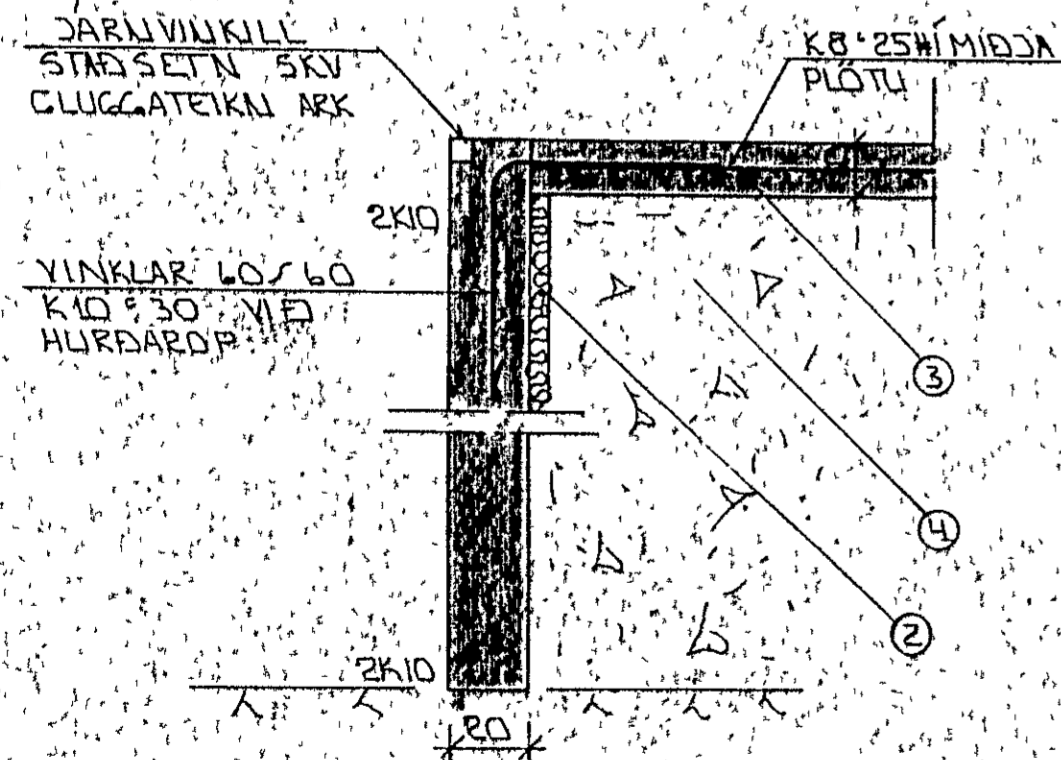 JÁRNVINKILL
STAÐSETN SKV
GLUGGATEIKN ARK
K8 ° 25 # Í MIÐJA
PLÖTU
2K10
VINKLAR 60/60
K10 ° 30 VIÐ
HURÐAROP
3
4
2
2K10
20